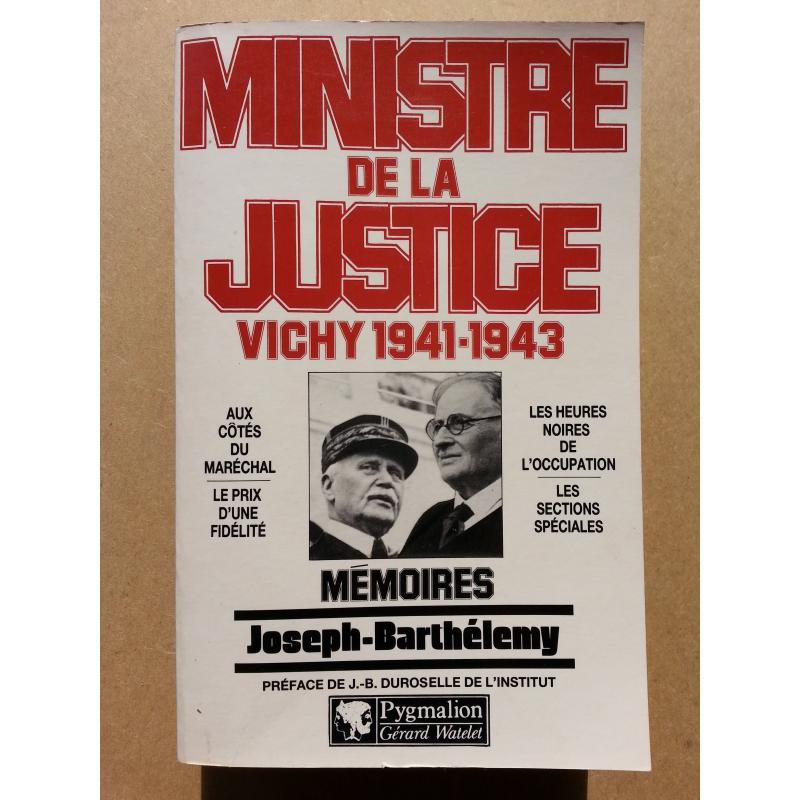 MINISTRE
DE LA
JUSTICE
VICHY 1941-1943
AUX
CÔTÉS
DU
MARÉCHAL
LE PRIX
D'UNE
FIDÉLITÉ
LES HEURES
NOIRES
DE
L'OCCUPATION
LES
SECTIONS
SPÉCIALES
MÉMOIRES
Joseph-Barthélemy
PRÉFACE DE J.-B. DUROSELLE DE L'INSTITUT
Pygmalion
Gérard Watelet